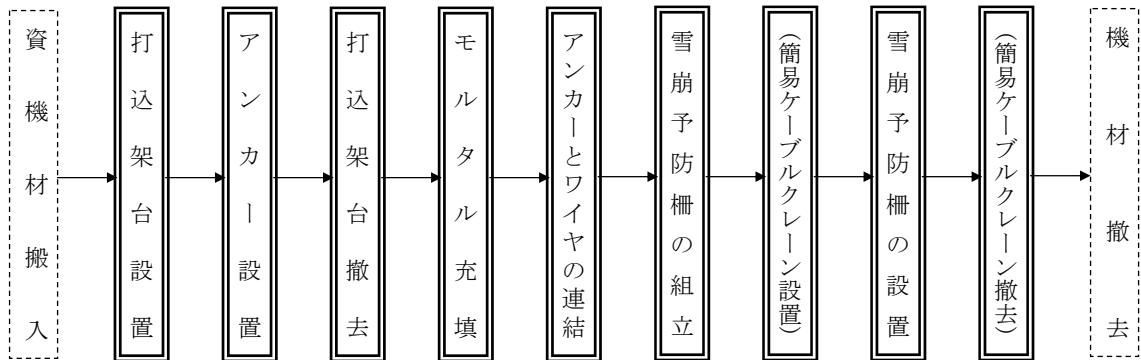 資機材搬入
打込架台設置
アンカー設置
打込架台撤去
モルタル充填
アンカーとワイヤの連結
雪崩予防柵の組立
(簡易ケーブルクレーン設置)
雪崩予防柵の設置
(簡易ケーブルクレーン撤去)
機材撤去